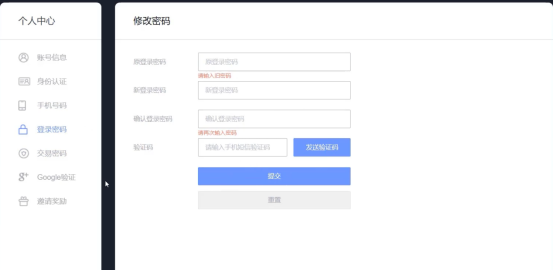 个人中心
账号信息
身份认证
手机号码
登录密码
交易密码
Google验证
邀请奖励
修改密码
原登录密码
原登录密码
请输入旧密码
新登录密码
新登录密码
确认登录密码
确认登录密码
请再次输入密码
验证码
请输入手机短信验证码
发送验证码
提交
重置